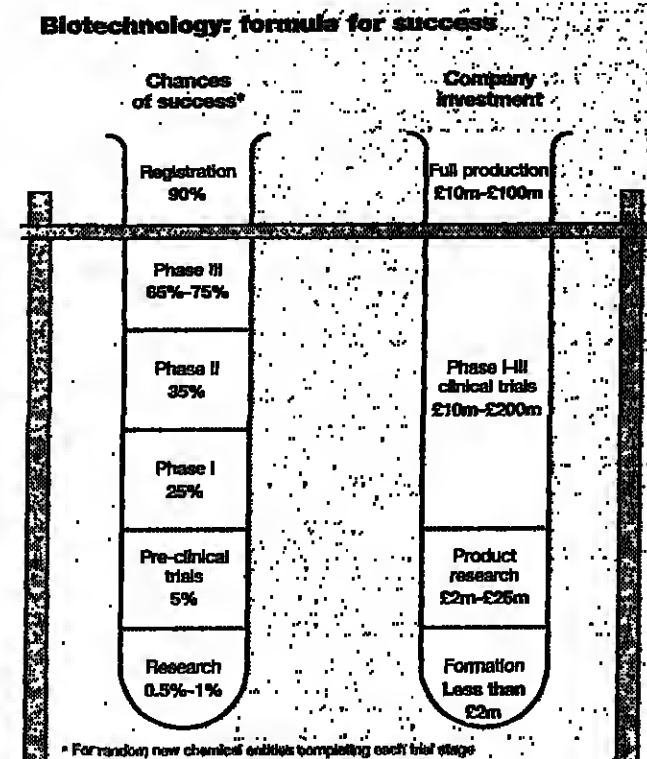 Biotechnology: formula for success
Chances
of success*
Registration
90%
Phase III
65%-75%
Phase II
35%
Phase I
25%
Pre-clinical
trials
5%
Research
0.5%-1%
Company
investment
Full production
£10m-£100m
Phase I-III
clinical trials
£10m-£200m
Product
research
£2m-£25m
Formation
Less than
£2m
* For random new chemical entities completing each trial stage